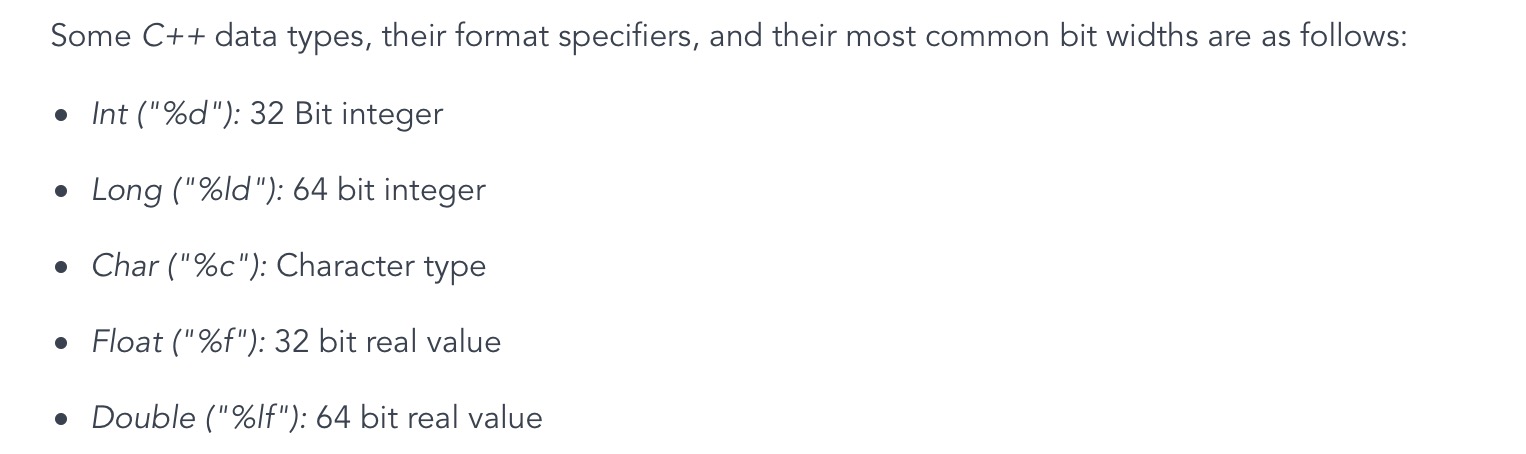 Some C++ data types, their format specifiers, and their most common bit widths are as follows:
• Int ("%d"): 32 Bit integer
• Long ("%ld"): 64 bit integer
• Char ("%c"): Character type
• Float ("%f"): 32 bit real value
• Double ("%lf"): 64 bit real value